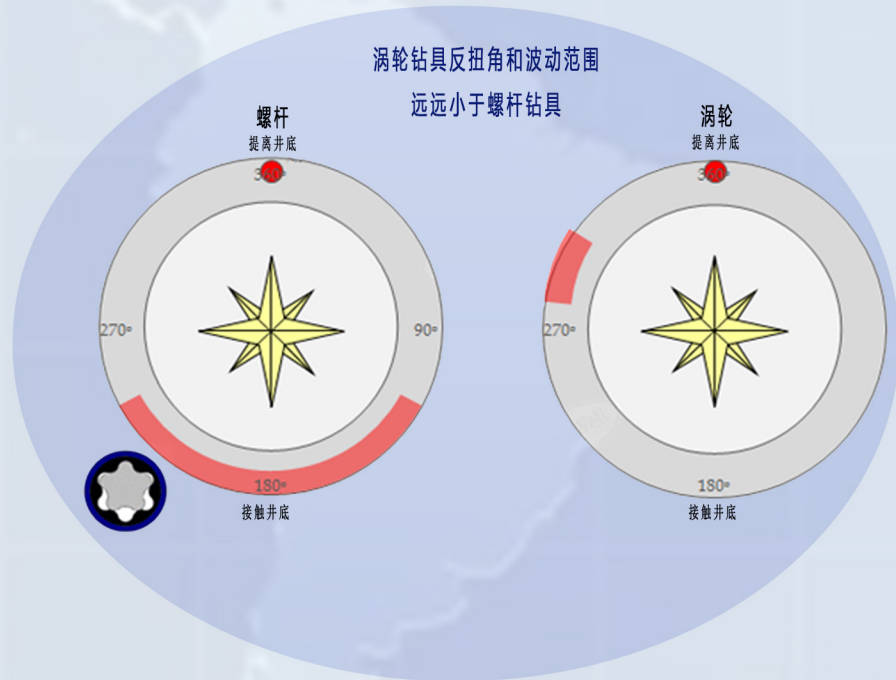 涡轮钻具反扭角和波动范围
远远小于螺杆钻具
螺杆
提离井底
360°
270°
90°
180°
接触井底
涡轮
提离井底
360°
270°
180°
接触井底